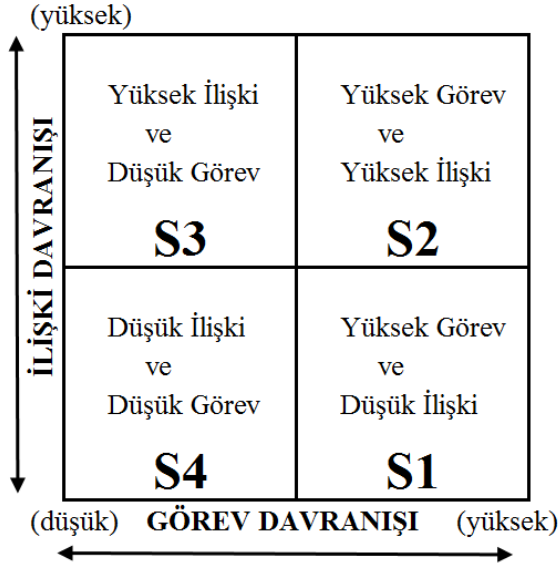 (yüksek)
İLİŞKİ DAVRANIŞI
Yüksek İlişki
ve
Düşük Görev
S3
Yüksek Görev
ve
Yüksek İlişki
S2
Düşük İlişki
ve
Düşük Görev
S4
Yüksek Görev
ve
Düşük İlişki
S1
(düşük) GÖREV DAVRANIŞI (yüksek)